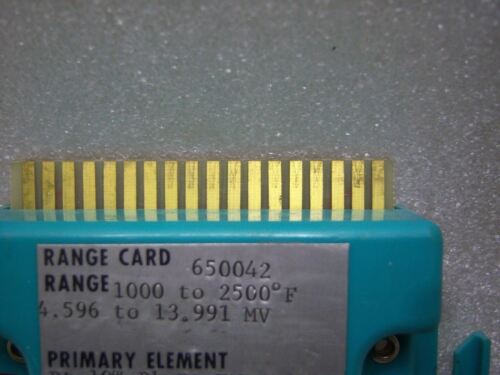 RANGE CARD 650042
RANGE 1000 to 2500°F
4.596 to 13.991 MV
PRIMARY ELEMENT